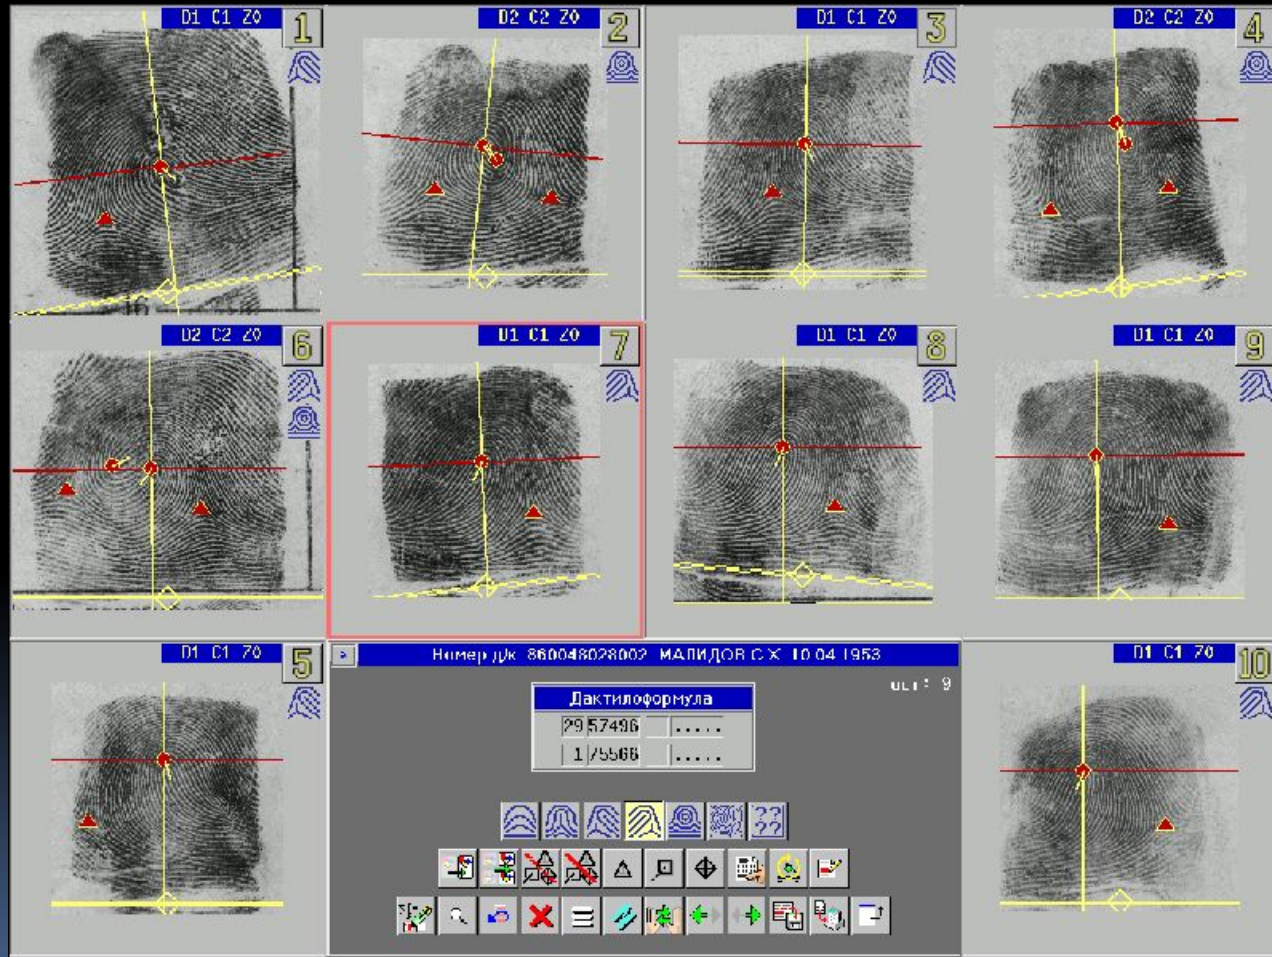 D1 C1 Z0 1
D2 C2 Z0 2
D1 C1 Z0 3
D2 C2 Z0 4
D2 C2 Z0 6
D1 C1 Z0 7
D1 C1 Z0 8
D1 C1 Z0 9
D1 C1 Z0 5
Номер д/к 860048028002 МАЛИДОВ С Х 10 04 1953
D1 C1 Z0 10
Дактилоформула
29 57496 .....
1 75566 .....
??
??